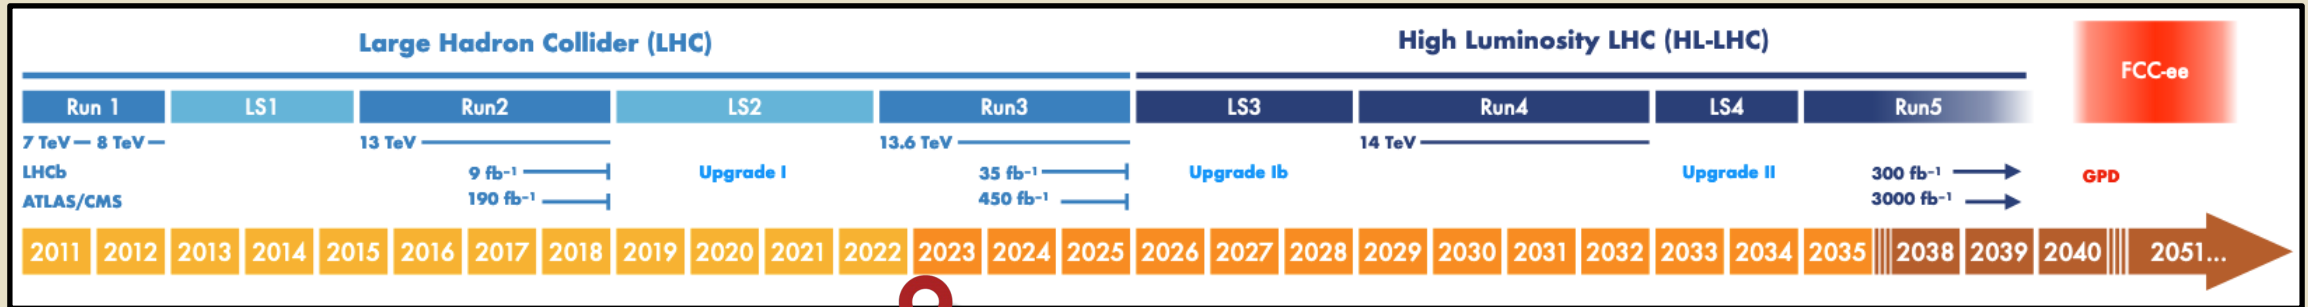 Large Hadron Collider (LHC) High Luminosity LHC (HL-LHC)
FCC-ee
Run 1 LS1 Run2 LS2 Run3 LS3 Run4 LS4 Run5
7 TeV — 8 TeV — 13 TeV 13.6 TeV 14 TeV
LHCb 9 fb⁻¹ Upgrade I 35 fb⁻¹ Upgrade Ib Upgrade II 300 fb⁻¹ GPD
ATLAS/CMS 190 fb⁻¹ 450 fb⁻¹ 3000 fb⁻¹
2011 2012 2013 2014 2015 2016 2017 2018 2019 2020 2021 2022 2023 2024 2025 2026 2027 2028 2029 2030 2031 2032 2033 2034 2035 2038 2039 2040 2051...